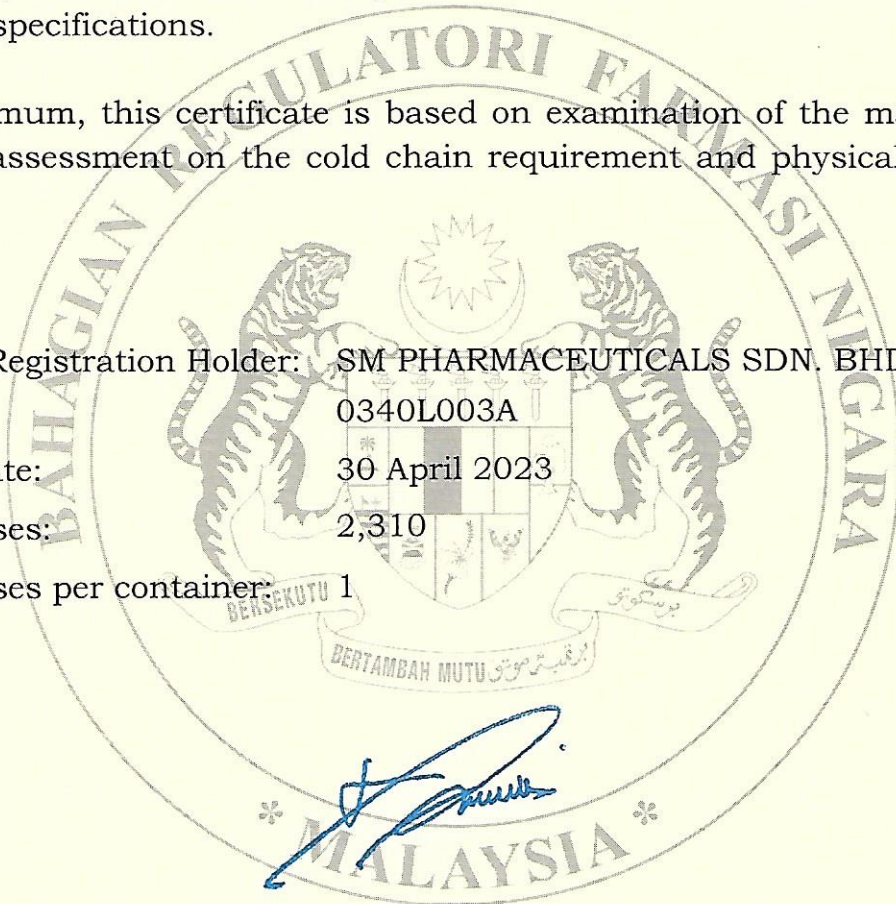 specifications.
mum, this certificate is based on examination of the m
assessment on the cold chain requirement and physical
Registration Holder: SM PHARMACEUTICALS SDN. BHD
0340L003A
te: 30 April 2023
ses: 2,310
ses per container: 1
BAHAGIAN REGULATORI FARMASI NEGARA
BERSEKUTU
BERTAMBAH MUTU
* MALAYSIA *